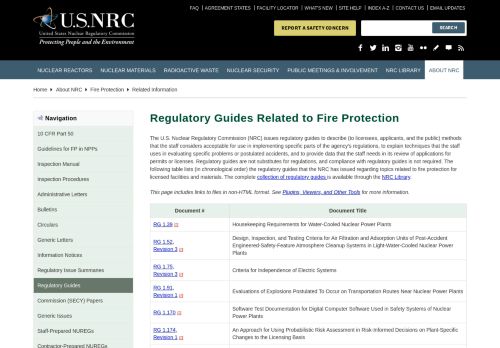 FAQ | AGREEMENT STATES | FACILITY LOCATOR | WHAT'S NEW | SITE HELP | INDEX A-Z | CONTACT US | EMAIL UPDATES
U.S.NRC
United States Nuclear Regulatory Commission
Protecting People and the Environment
REPORT A SAFETY CONCERN
SEARCH
NUCLEAR REACTORS NUCLEAR MATERIALS RADIOACTIVE WASTE NUCLEAR SECURITY PUBLIC MEETINGS & INVOLVEMENT NRC LIBRARY ABOUT NRC
Home > About NRC > Fire Protection > Related Information
Navigation
10 CFR Part 50
Guidelines for FP in NPPs
Inspection Manual
Inspection Procedures
Administrative Letters
Bulletins
Circulars
Generic Letters
Information Notices
Regulatory Issue Summaries
Regulatory Guides
Commission (SECY) Papers
Generic Issues
Staff-Prepared NUREGs
Contractor-Prepared NUREGs
Regulatory Guides Related to Fire Protection
The U.S. Nuclear Regulatory Commission (NRC) issues regulatory guides to describe (to licensees, applicants, and the public) methods
that the staff considers acceptable for use in implementing specific parts of the agency's regulations, to explain techniques that the staff
uses in evaluating specific problems or postulated accidents, and to provide data that the staff needs in its review of applications for
permits or licenses. Regulatory guides are not substitutes for regulations, and compliance with regulatory guides is not required. The
following table lists (in chronological order) the regulatory guides that the NRC has issued regarding topics related to fire protection for
licensed facilities and materials. The complete collection of regulatory guides is available through the NRC Library.
This page includes links to files in non-HTML format. See Plugins, Viewers, and Other Tools for more information.
Document # Document Title
RG 1.39 Housekeeping Requirements for Water-Cooled Nuclear Power Plants
RG 1.52, Revision 3 Design, Inspection, and Testing Criteria for Air Filtration and Adsorption Units of Post-Accident
Engineered-Safety-Feature Atmosphere Cleanup Systems in Light-Water-Cooled Nuclear Power
Plants
RG 1.75, Revision 3 Criteria for Independence of Electric Systems
RG 1.91, Revision 1 Evaluations of Explosions Postulated To Occur on Transportation Routes Near Nuclear Power Plants
RG 1.170 Software Test Documentation for Digital Computer Software Used in Safety Systems of Nuclear
Power Plants
RG 1.174, Revision 1 An Approach for Using Probabilistic Risk Assessment in Risk-Informed Decisions on Plant-Specific
Changes to the Licensing Basis